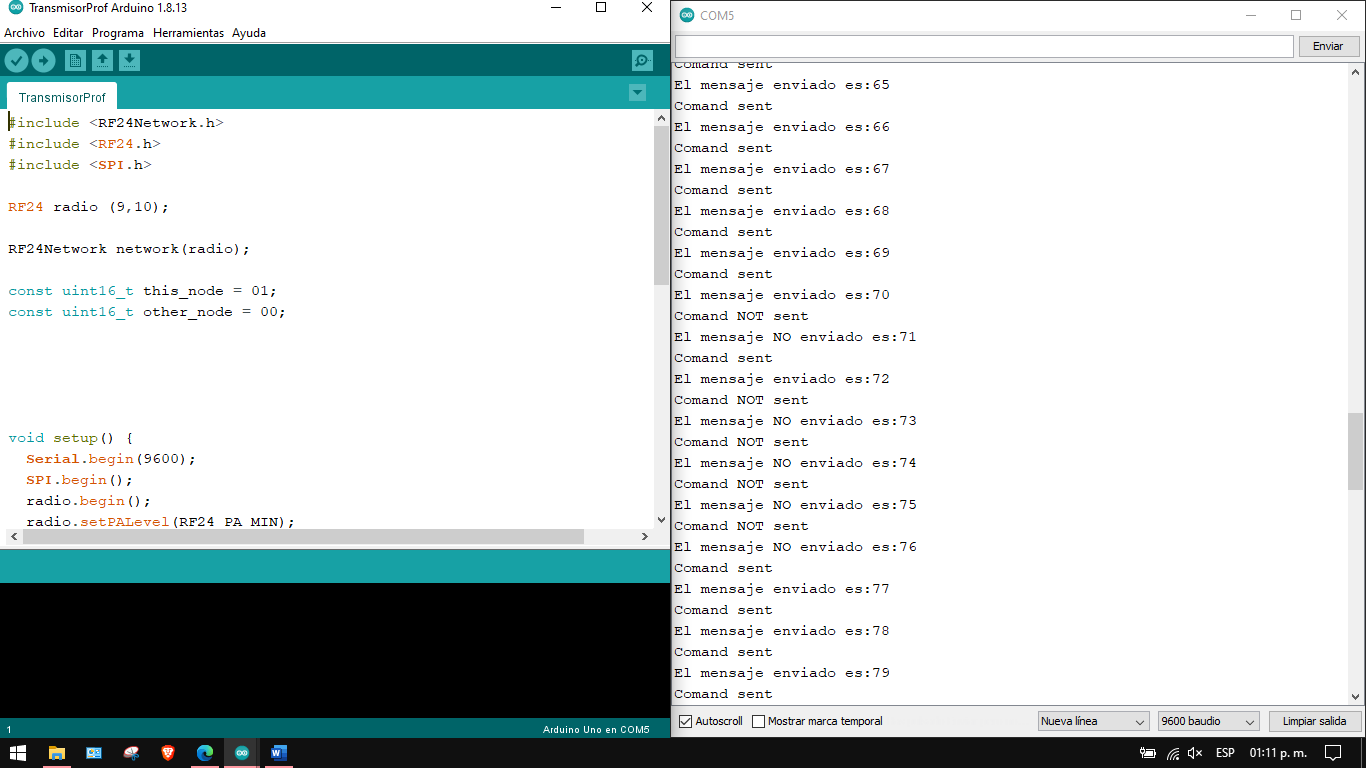 TransmisorProf Arduino 1.8.13
Archivo Editar Programa Herramientas Ayuda
TransmisorProf
#include <RF24Network.h>
#include <RF24.h>
#include <SPI.h>
RF24 radio (9,10);
RF24Network network(radio);
const uint16_t this_node = 01;
const uint16_t other_node = 00;
void setup() {
Serial.begin(9600);
SPI.begin();
radio.begin();
radio.setPALevel(RF24_PA_MIN);
1
Arduino Uno en COM5
COM5
Enviar
Comand sent
El mensaje enviado es:65
Comand sent
El mensaje enviado es:66
Comand sent
El mensaje enviado es:67
Comand sent
El mensaje enviado es:68
Comand sent
El mensaje enviado es:69
Comand sent
El mensaje enviado es:70
Comand NOT sent
El mensaje NO enviado es:71
Comand sent
El mensaje enviado es:72
Comand NOT sent
El mensaje NO enviado es:73
Comand NOT sent
El mensaje NO enviado es:74
Comand NOT sent
El mensaje NO enviado es:75
Comand NOT sent
El mensaje NO enviado es:76
Comand sent
El mensaje enviado es:77
Comand sent
El mensaje enviado es:78
Comand sent
El mensaje enviado es:79
Comand sent
Autoscroll Mostrar marca temporal Nueva línea 9600 baudio Limpiar salida
ESP 01:11 p. m.